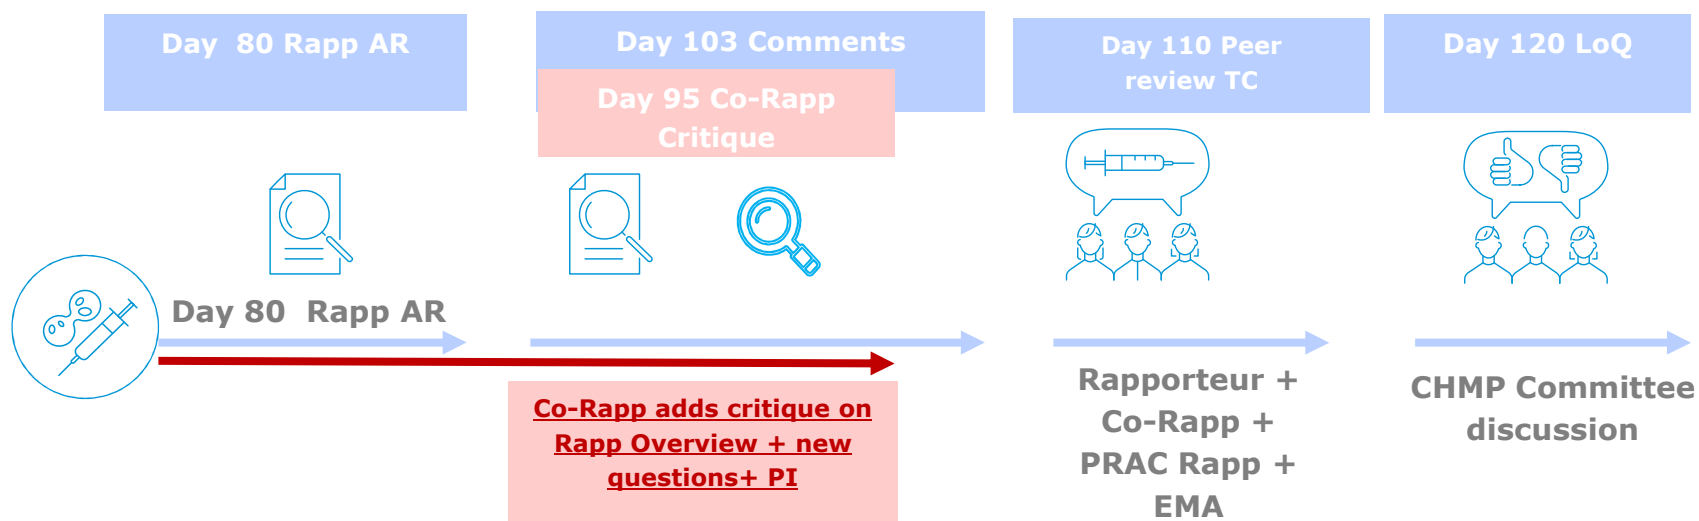 Day 80 Rapp AR
Day 103 Comments
Day 95 Co-Rapp
Critique
Day 110 Peer
review TC
Day 120 LoQ
Day 80 Rapp AR
Co-Rapp adds critique on
Rapp Overview + new
questions+ PI
Rapporteur +
Co-Rapp +
PRAC Rapp +
EMA
CHMP Committee
discussion